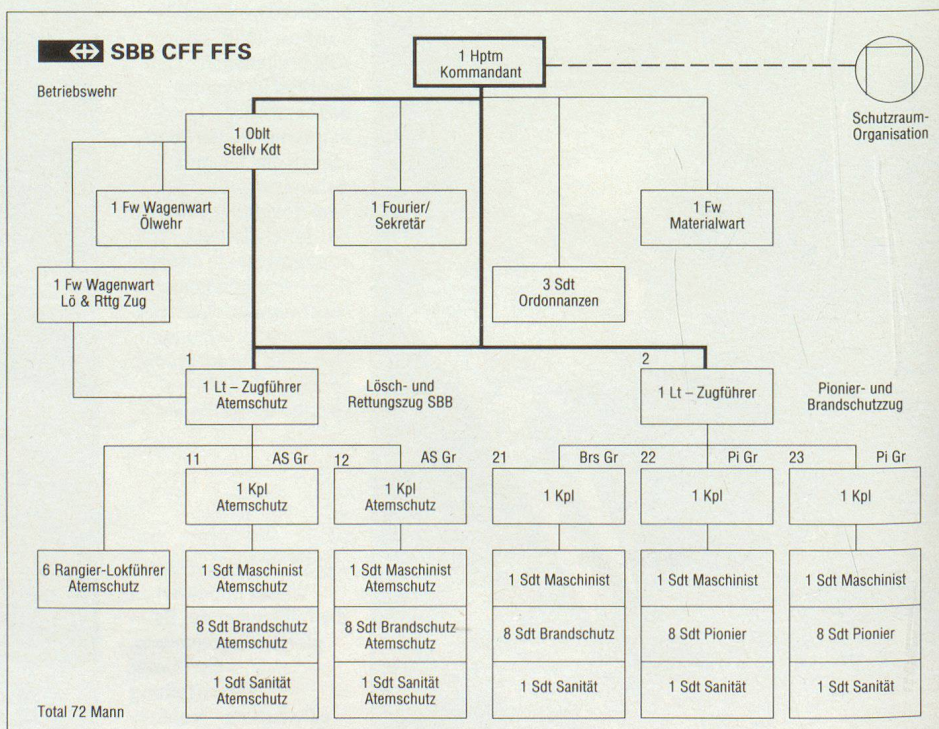 SBB CFF FFS
Betriebswehr
1 Hptm
Kommandant
Schutzraum-
Organisation
1 Oblt
Stellv Kdt
1 Fw Wagenwart
Ölwehr
1 Fourier/
Sekretär
1 Fw
Materialwart
1 Fw Wagenwart
Lö & Rttg Zug
3 Sdt
Ordonnanzen
1
1 Lt – Zugführer
Atemschutz
Lösch- und
Rettungszug SBB
2
1 Lt – Zugführer
Pionier- und
Brandschutzzug
11 AS Gr
1 Kpl
Atemschutz
12 AS Gr
1 Kpl
Atemschutz
21 Brs Gr
1 Kpl
22 Pi Gr
1 Kpl
23 Pi Gr
1 Kpl
6 Rangier-Lokführer
Atemschutz
1 Sdt Maschinist
Atemschutz
8 Sdt Brandschutz
Atemschutz
1 Sdt Sanität
Atemschutz
1 Sdt Maschinist
Atemschutz
8 Sdt Brandschutz
Atemschutz
1 Sdt Sanität
Atemschutz
1 Sdt Maschinist
8 Sdt Brandschutz
1 Sdt Sanität
1 Sdt Maschinist
8 Sdt Pionier
1 Sdt Sanität
1 Sdt Maschinist
8 Sdt Pionier
1 Sdt Sanität
Total 72 Mann